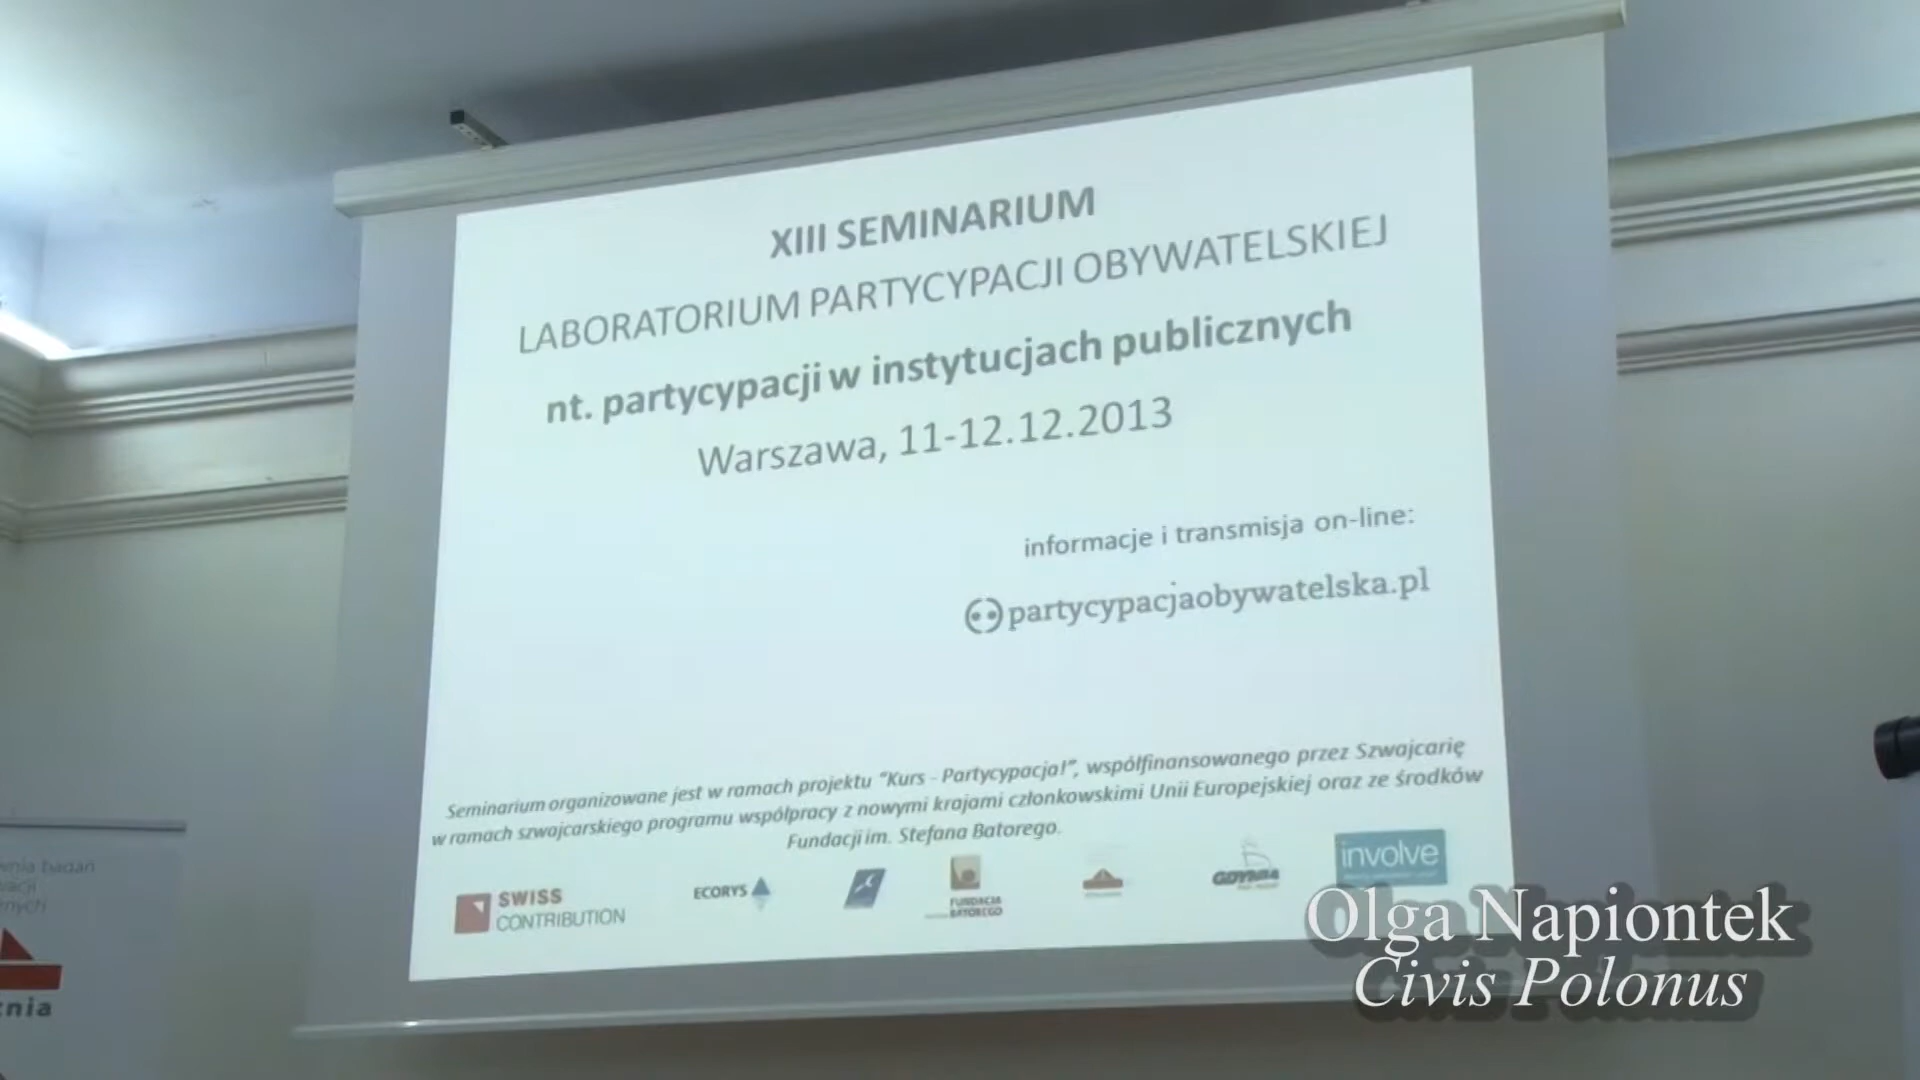 XIII SEMINARIUM
LABORATORIUM PARTYCYPACJI OBYWATELSKIEJ
nt. partycypacji w instytucjach publicznych
Warszawa, 11-12.12.2013
informacje i transmisja on-line:
partycypacjaobywatelska.pl
Seminarium organizowane jest w ramach projektu "Kurs - Partycypacja!", współfinansowanego przez Szwajcarię
w ramach szwajcarskiego programu współpracy z nowymi krajami członkowskimi Unii Europejskiej oraz ze środków
Fundacji im. Stefana Batorego.
SWISS
CONTRIBUTION
ECORYS
FUNDACJA
BATOREGO
GDYNIA
involve
Olga Napiontek
Civis Polonus
wnia badań
nia